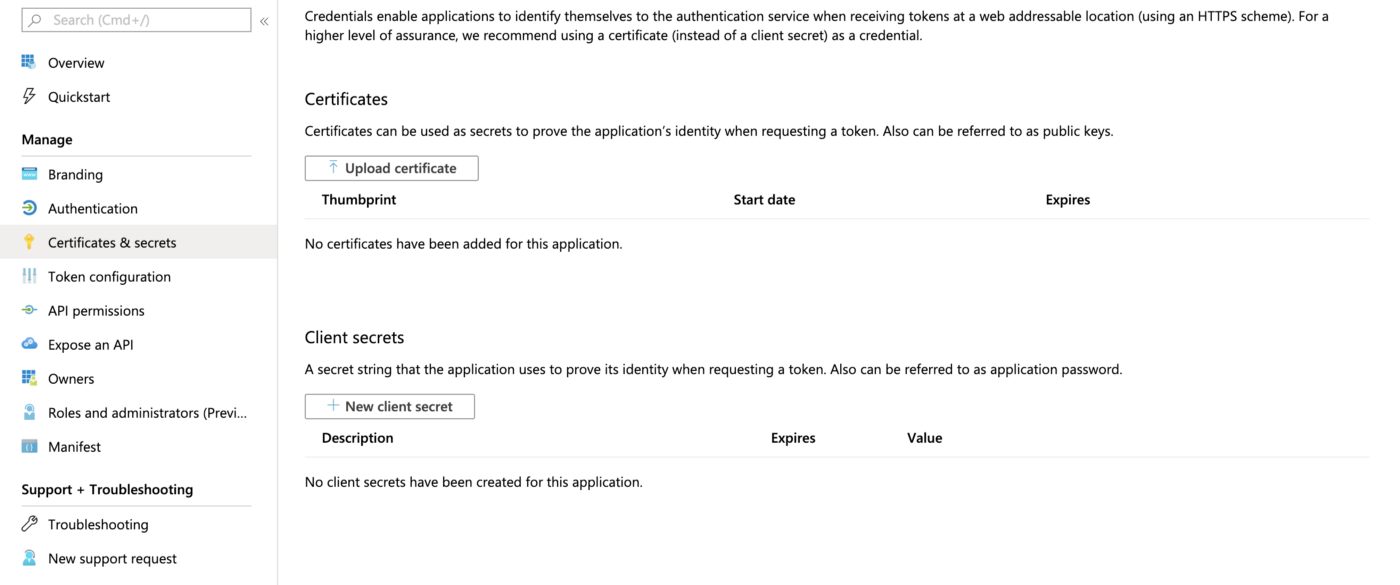 Search (Cmd+/)
«
Overview
Quickstart
Manage
Branding
Authentication
Certificates & secrets
Token configuration
API permissions
Expose an API
Owners
Roles and administrators (Previ...
Manifest
Support + Troubleshooting
Troubleshooting
New support request
Credentials enable applications to identify themselves to the authentication service when receiving tokens at a web addressable location (using an HTTPS scheme). For a
higher level of assurance, we recommend using a certificate (instead of a client secret) as a credential.
Certificates
Certificates can be used as secrets to prove the application's identity when requesting a token. Also can be referred to as public keys.
Upload certificate
Thumbprint Start date Expires
No certificates have been added for this application.
Client secrets
A secret string that the application uses to prove its identity when requesting a token. Also can be referred to as application password.
New client secret
Description Expires Value
No client secrets have been created for this application.